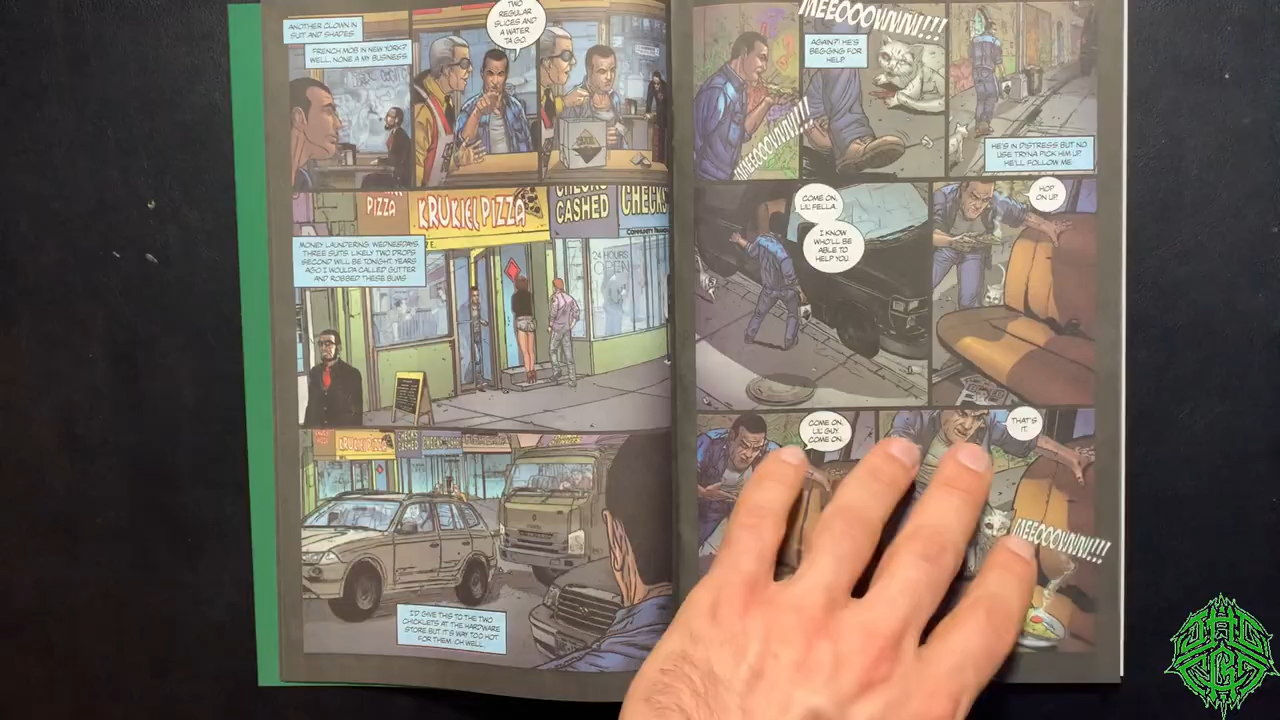 ANOTHER CLOWN IN
SUIT AND SHADES.
FRENCH MOB IN NEW YORK?
WELL, NONE A MY BUSINESS.
TWO
REGULAR
SLICES AND
A WATER
TA GO.
PIZZA
KRUKIEL PIZZA
CHECKS
CASHED
CHECKS
24 HOURS
OPEN
MONEY LAUNDERING WEDNESDAYS.
THREE SUITS. LIKELY TWO DROPS.
SECOND WILL BE TONIGHT. YEARS
AGO I WOULDA CALLED GUTTER
AND ROBBED THESE BUMS.
KRUKIEL PIZZA
I'D GIVE THIS TO THE TWO
CHICKLETS AT THE HARDWARE
STORE BUT IT'S WAY TOO HOT
FOR THEM. OH WELL.
MEEOOOWWW!!!
MEEOOOWWW!!!
AGAIN?! HE'S
BEGGING FOR
HELP.
HE'S IN DISTRESS BUT NO
USE TRYNA PICK HIM UP.
HE'LL FOLLOW ME.
COME ON,
LIL' FELLA.
I KNOW
WHO'LL BE
ABLE TO
HELP YOU.
HOP
ON UP.
COME ON,
LIL' GUY.
COME ON.
THAT'S
IT.
MEEOOOWWW!!!